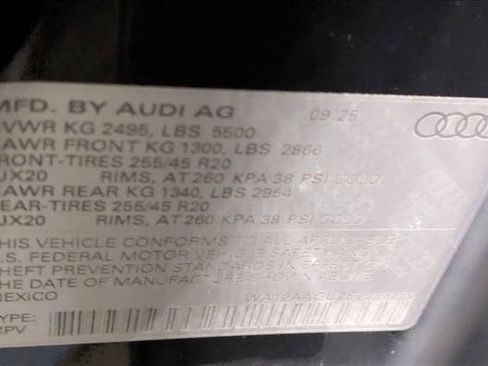 MFD. BY AUDI AG 09/25
GVWR KG 2495, LBS 5500
GAWR FRONT KG 1300, LBS 2866
FRONT-TIRES 255/45 R20
JX20 RIMS, AT 260 KPA 38 PSI COLD
GAWR REAR KG 1340, LBS 2954
REAR-TIRES 255/45 R20
JX20 RIMS, AT 260 KPA 38 PSI COLD
THIS VEHICLE CONFORMS TO ALL APPLICABLE
U.S. FEDERAL MOTOR VEHICLE SAFETY AND
THEFT PREVENTION STANDARDS IN EFFECT ON
THE DATE OF MANUFACTURE SHOWN ABOVE
MEXICO
TYPE:
MPV